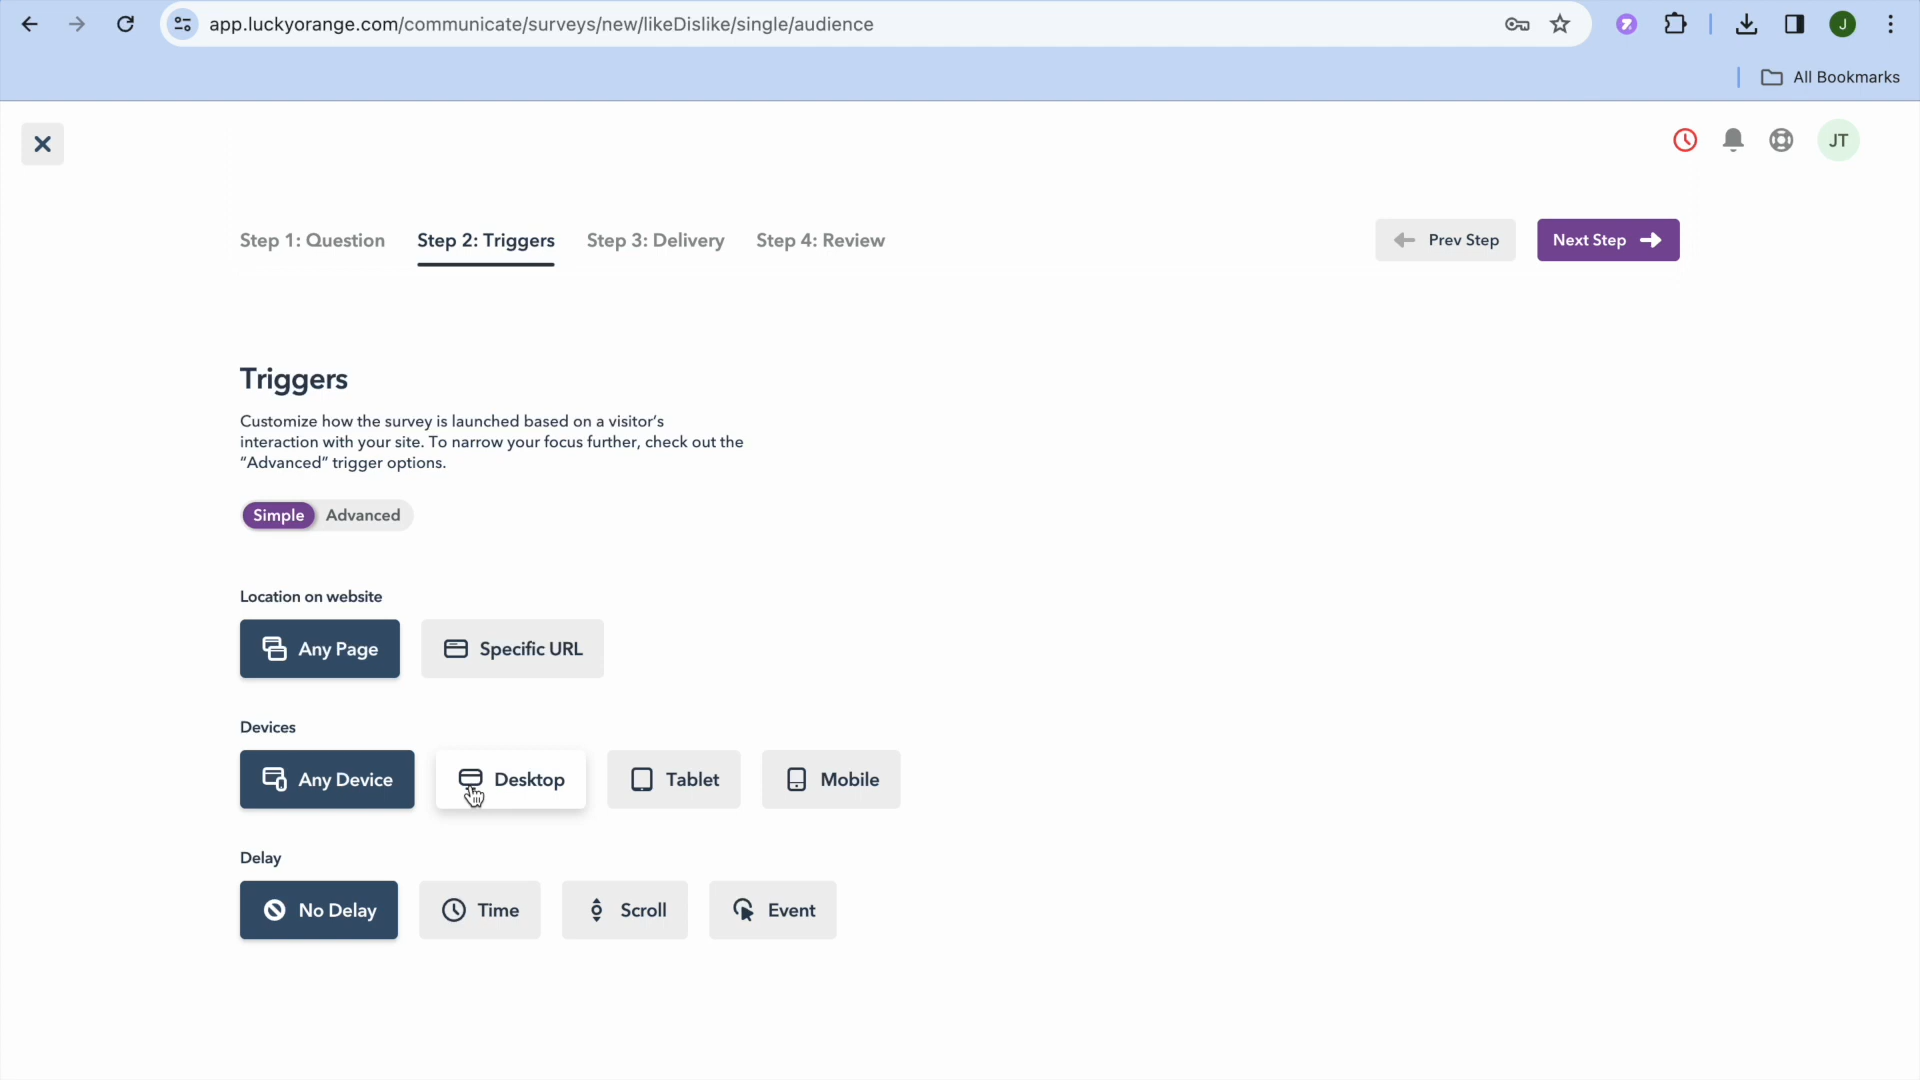 app.luckyorange.com/communicate/surveys/new/likeDislike/single/audience
J
All Bookmarks
JT
Step 1: Question
Step 2: Triggers
Step 3: Delivery
Step 4: Review
Prev Step
Next Step
Triggers
Customize how the survey is launched based on a visitor's
interaction with your site. To narrow your focus further, check out the
"Advanced" trigger options.
Simple
Advanced
Location on website
Any Page
Specific URL
Devices
Any Device
Desktop
Tablet
Mobile
Delay
No Delay
Time
Scroll
Event